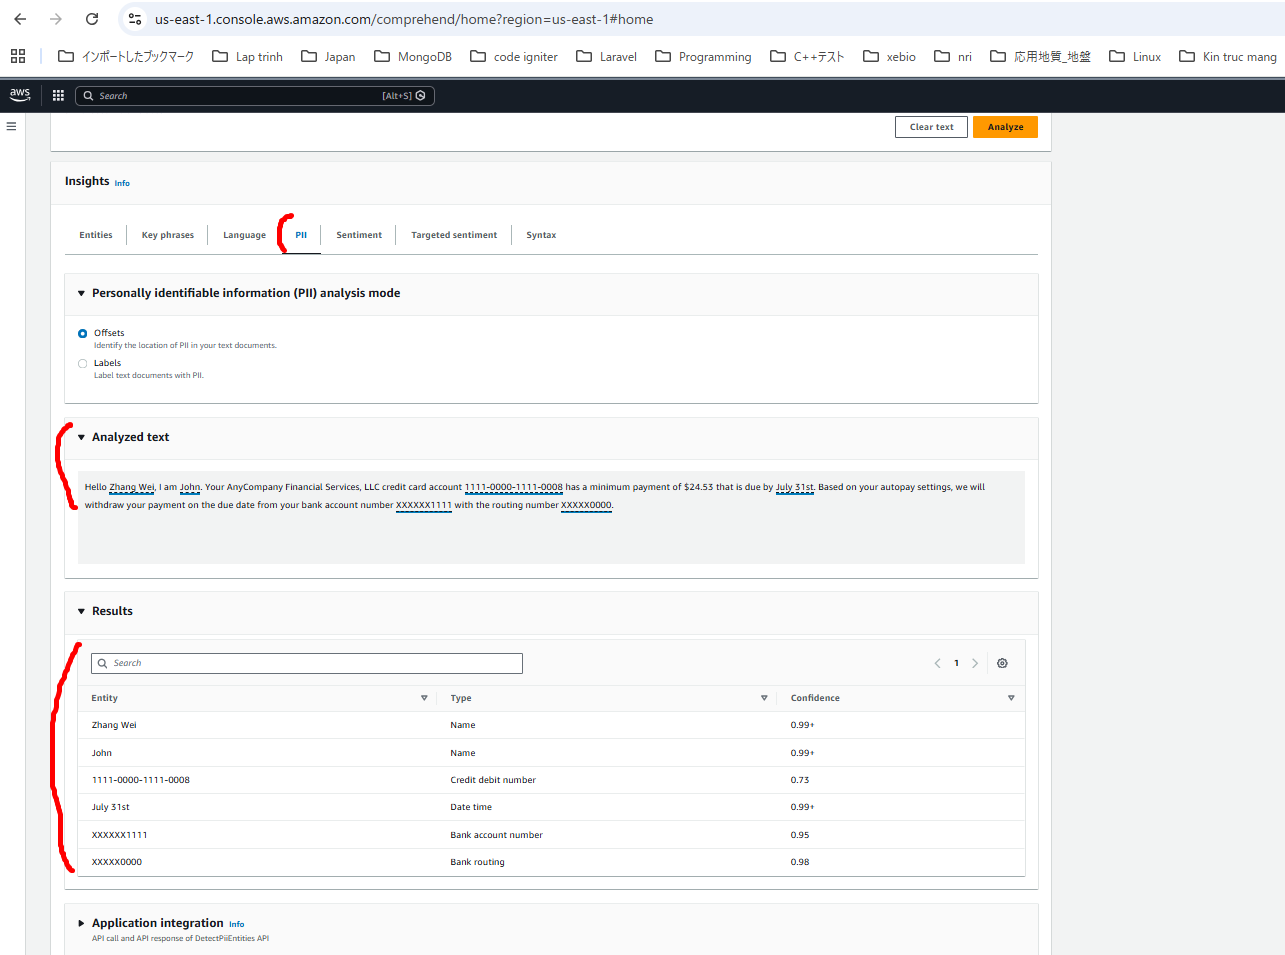 us-east-1.console.aws.amazon.com/comprehend/home?region=us-east-1#home
インポートしたブックマーク Lap trinh Japan MongoDB code igniter Laravel Programming C++テスト xebio nri 応用地質_地盤 Linux Kin truc mang
aws Search [Alt+S]
Clear text Analyze
Insights Info
Entities Key phrases Language PII Sentiment Targeted sentiment Syntax
Personally identifiable information (PII) analysis mode
Offsets
Identify the location of PII in your text documents.
Labels
Label text documents with PII.
Analyzed text
Hello Zhang Wei, I am John. Your AnyCompany Financial Services, LLC credit card account 1111-0000-1111-0008 has a minimum payment of $24.53 that is due by July 31st. Based on your autopay settings, we will
withdraw your payment on the due date from your bank account number XXXXXX1111 with the routing number XXXXX0000.
Results
Search 1
Entity Type Confidence
Zhang Wei Name 0.99+
John Name 0.99+
1111-0000-1111-0008 Credit debit number 0.73
July 31st Date time 0.99+
XXXXXX1111 Bank account number 0.95
XXXXX0000 Bank routing 0.98
Application integration Info
API call and API response of DetectPiiEntities API